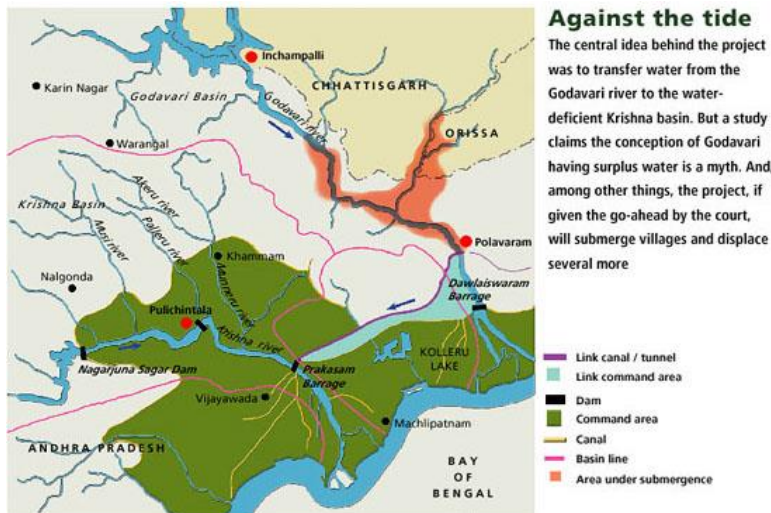 Against the tide
The central idea behind the project
was to transfer water from the
Godavari river to the water-
deficient Krishna basin. But a study
claims the conception of Godavari
having surplus water is a myth. And,
among other things, the project, if
given the go-ahead by the court,
will submerge villages and displace
several more
Inchampalli
Karin Nagar
Godavari Basin
Godavari river
CHHATTISGARH
ORISSA
Warangal
Krishna Basin
Akeru river
Palleru river
Musi river
Munneru river
Khammam
Polavaram
Nalgonda
Dawlaiswaram
Barrage
Pulichintala
Krishna river
Nagarjuna Sagar Dam
Prakasam
Barrage
KOLLERU
LAKE
Vijayawada
Machlipatnam
ANDHRA PRADESH
BAY
OF
BENGAL
Link canal / tunnel
Link command area
Dam
Command area
Canal
Basin line
Area under submergence